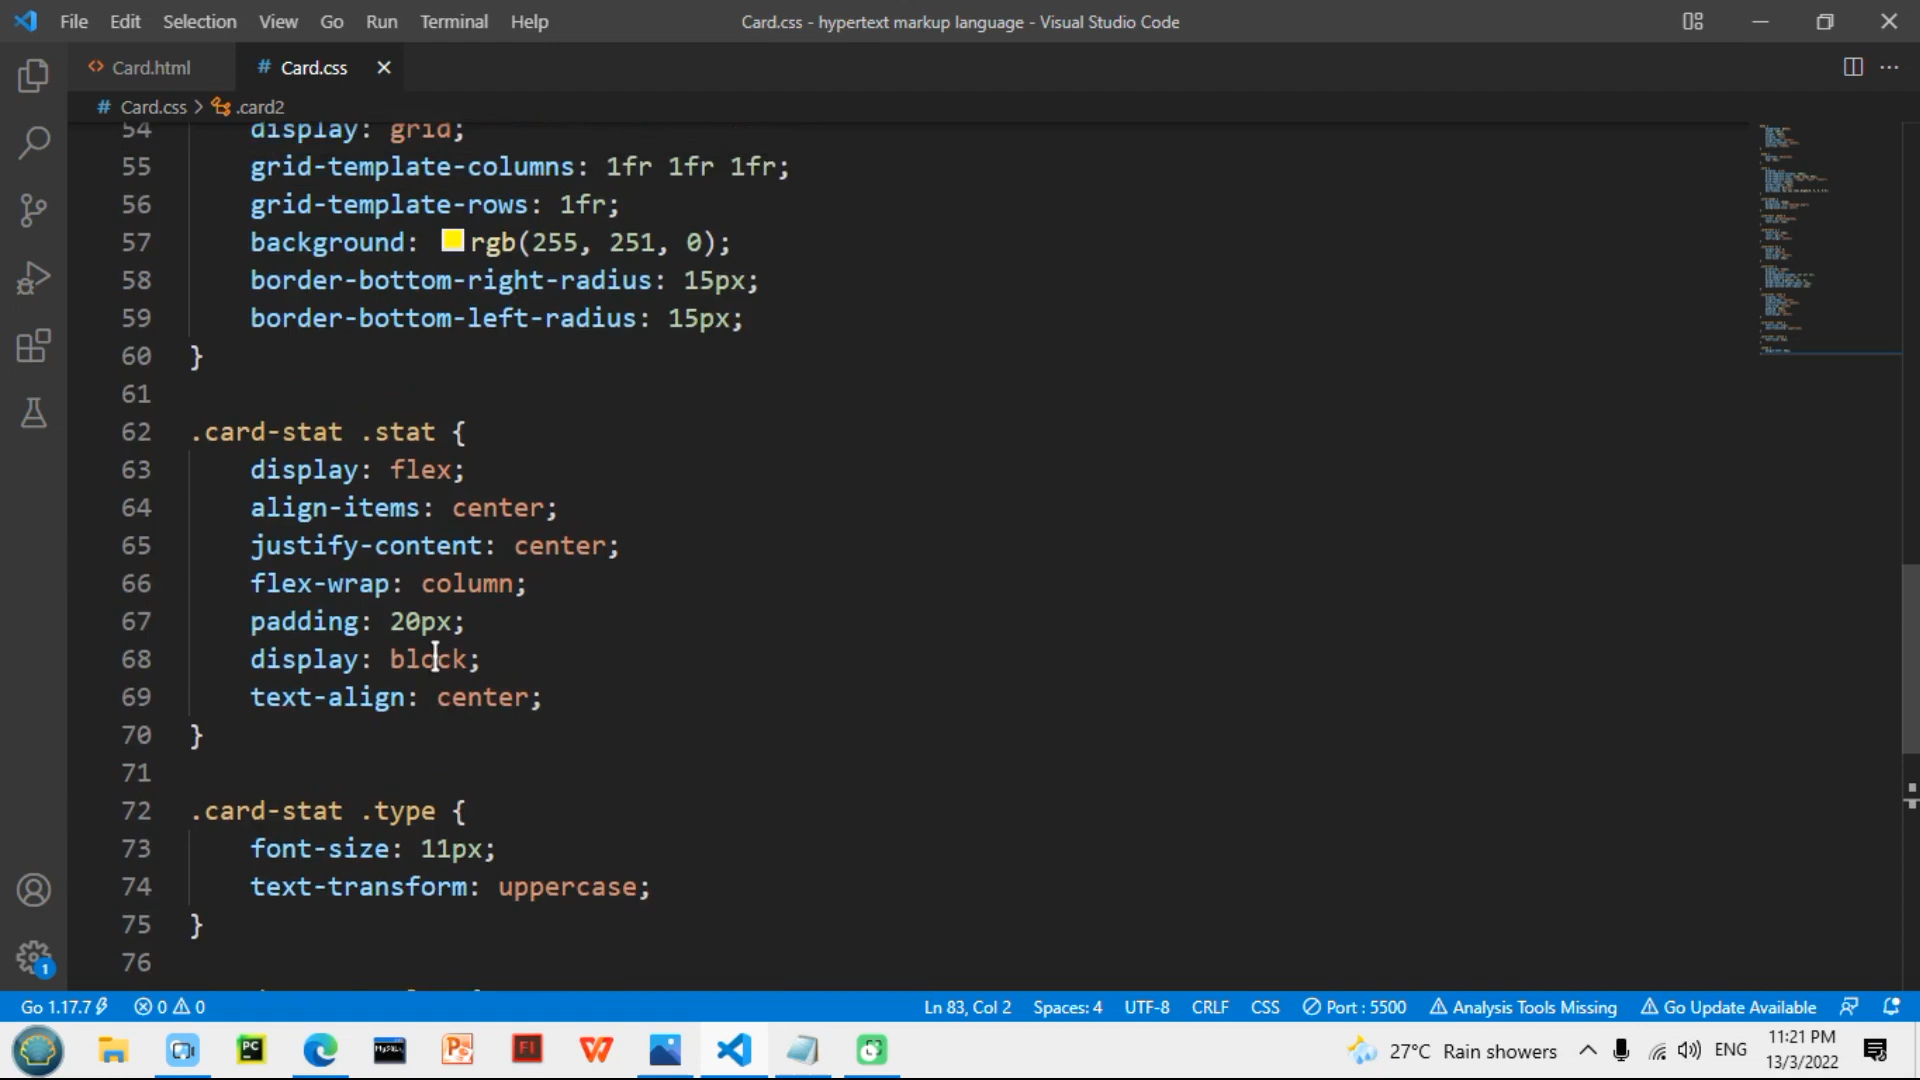 File Edit Selection View Go Run Terminal Help Card.css - hypertext markup language - Visual Studio Code
Card.html Card.css
Card.css > .card2
54 display: grid;
55 grid-template-columns: 1fr 1fr 1fr;
56 grid-template-rows: 1fr;
57 background: rgb(255, 251, 0);
58 border-bottom-right-radius: 15px;
59 border-bottom-left-radius: 15px;
60 }
61
62 .card-stat .stat {
63 display: flex;
64 align-items: center;
65 justify-content: center;
66 flex-wrap: column;
67 padding: 20px;
68 display: block;
69 text-align: center;
70 }
71
72 .card-stat .type {
73 font-size: 11px;
74 text-transform: uppercase;
75 }
76
1
Go 1.17.7 0 0 Ln 83, Col 2 Spaces: 4 UTF-8 CRLF CSS Port : 5500 Analysis Tools Missing Go Update Available
PC MySQL P Fl W 27°C Rain showers ENG 11:21 PM
13/3/2022